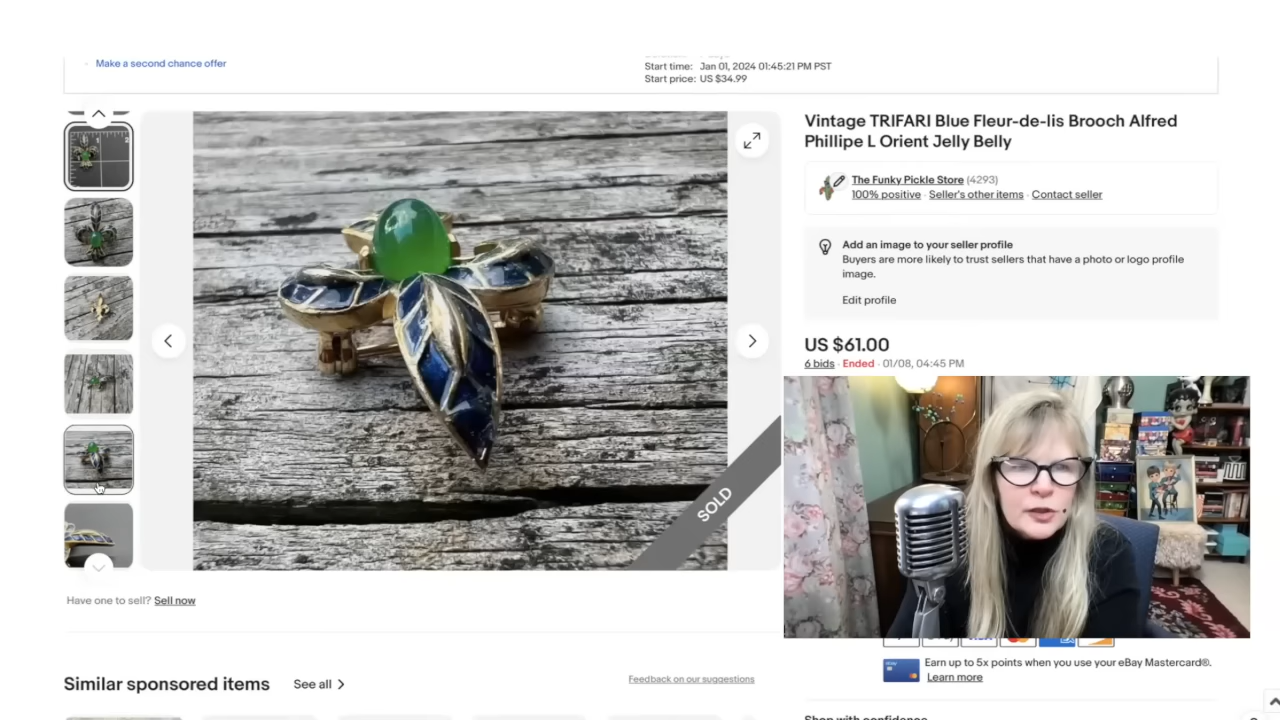 Make a second chance offer
Start time: Jan 01, 2024 01:45:21 PM PST
Start price: US $34.99
Vintage TRIFARI Blue Fleur-de-lis Brooch Alfred
Phillipe L Orient Jelly Belly
The Funky Pickle Store (4293)
100% positive · Seller's other items · Contact seller
Add an image to your seller profile
Buyers are more likely to trust sellers that have a photo or logo profile
image.
Edit profile
US $61.00
6 bids · Ended · 01/08, 04:45 PM
SOLD
Have one to sell? Sell now
Earn up to 5x points when you use your eBay Mastercard®.
Learn more
Similar sponsored items See all
Feedback on our suggestions
Shop with confidence